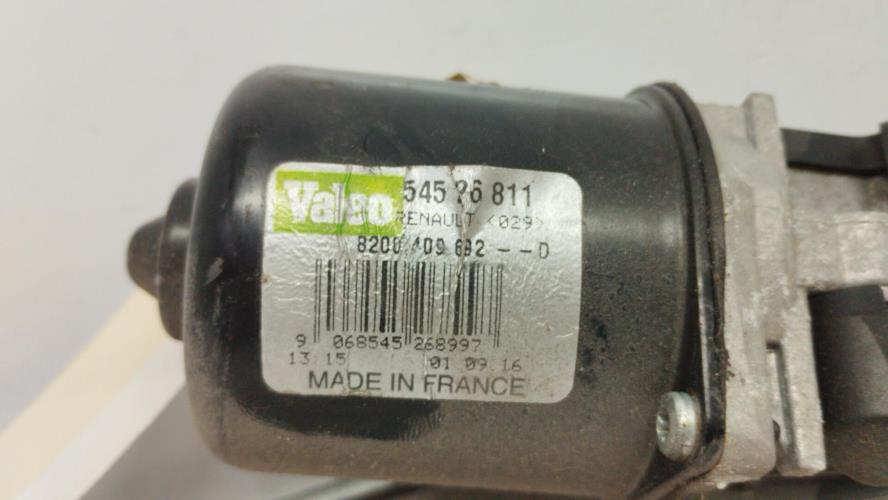 Valeo 545 26 811
RENAULT <029>
8200 409 692 -- D
9 068545 268997
13 15 01 09.16
MADE IN FRANCE